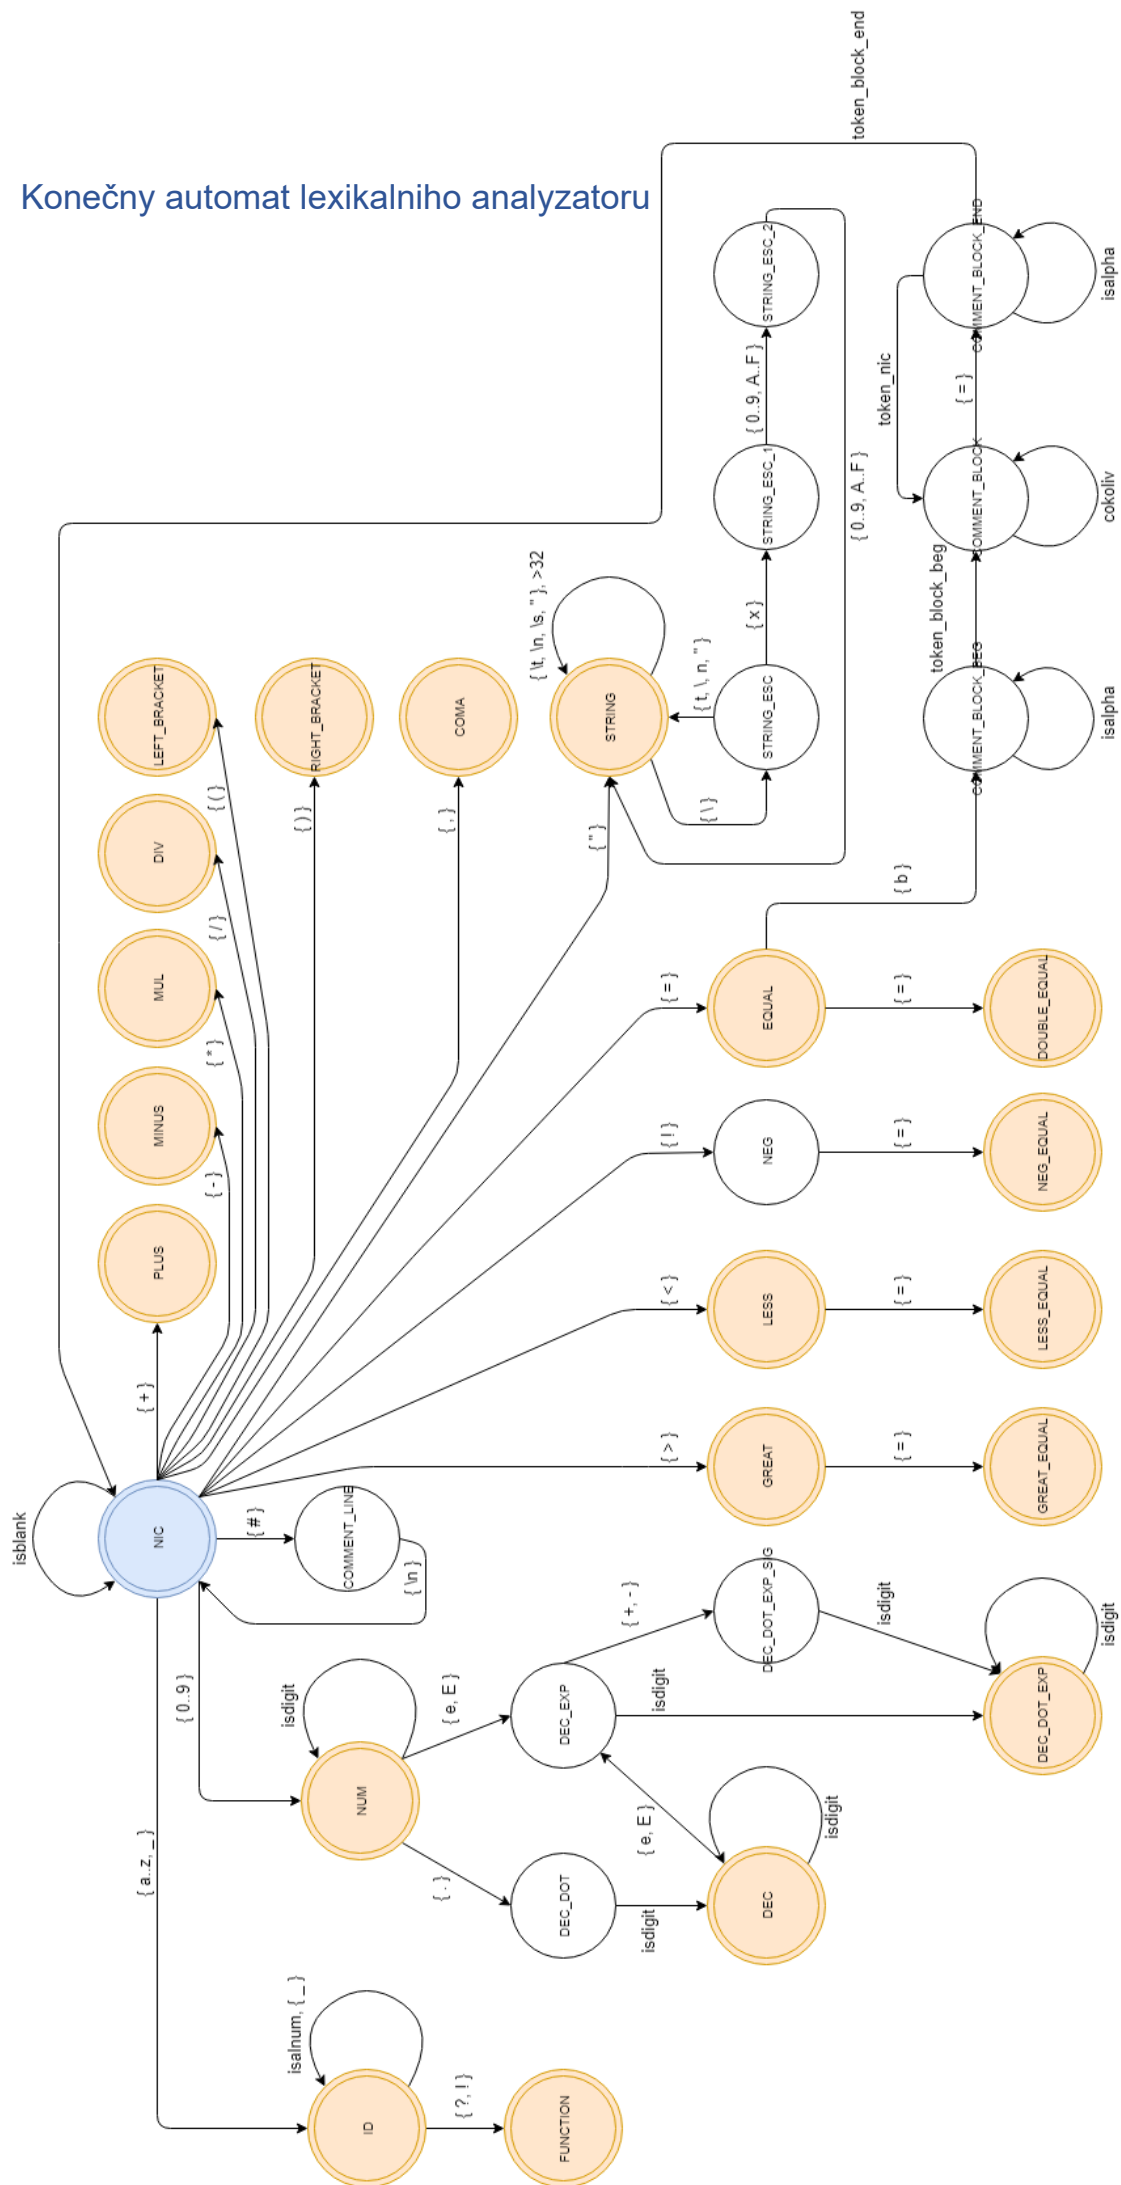 Konečny automat lexikalniho analyzatoru
isblank
NIC
{ + }
PLUS
{ - }
MINUS
{ * }
MUL
{ / }
DIV
{ ( }
LEFT_BRACKET
{ ) }
RIGHT_BRACKET
{ , }
COMA
{ " }
STRING
{ \t, \n, \s, " }, >32
{ \ }
{ t, \, n, " }
STRING_ESC
{ x }
STRING_ESC_1
{ 0..9, A..F }
STRING_ESC_2
{ 0..9, A..F }
{ # }
COMMENT_LINE
{ \n }
{ = }
EQUAL
{ = }
DOUBLE_EQUAL
{ b }
COMMENT_BLOCK_BEG
isalpha
token_block_beg
COMMENT_BLOCK
cokoliv
{ = }
token_nic
COMMENT_BLOCK_END
isalpha
token_block_end
{ ! }
NEG
{ = }
NEG_EQUAL
{ < }
LESS
{ = }
LESS_EQUAL
{ > }
GREAT
{ = }
GREAT_EQUAL
{ 0..9 }
NUM
isdigit
{ e, E }
DEC_EXP
{ +, - }
DEC_DOT_EXP_SIG
isdigit
isdigit
DEC_DOT_EXP
isdigit
{ . }
DEC_DOT
isdigit
DEC
isdigit
{ e, E }
{ a..z, _ }
ID
isalnum, { _ }
{ ?, ! }
FUNCTION